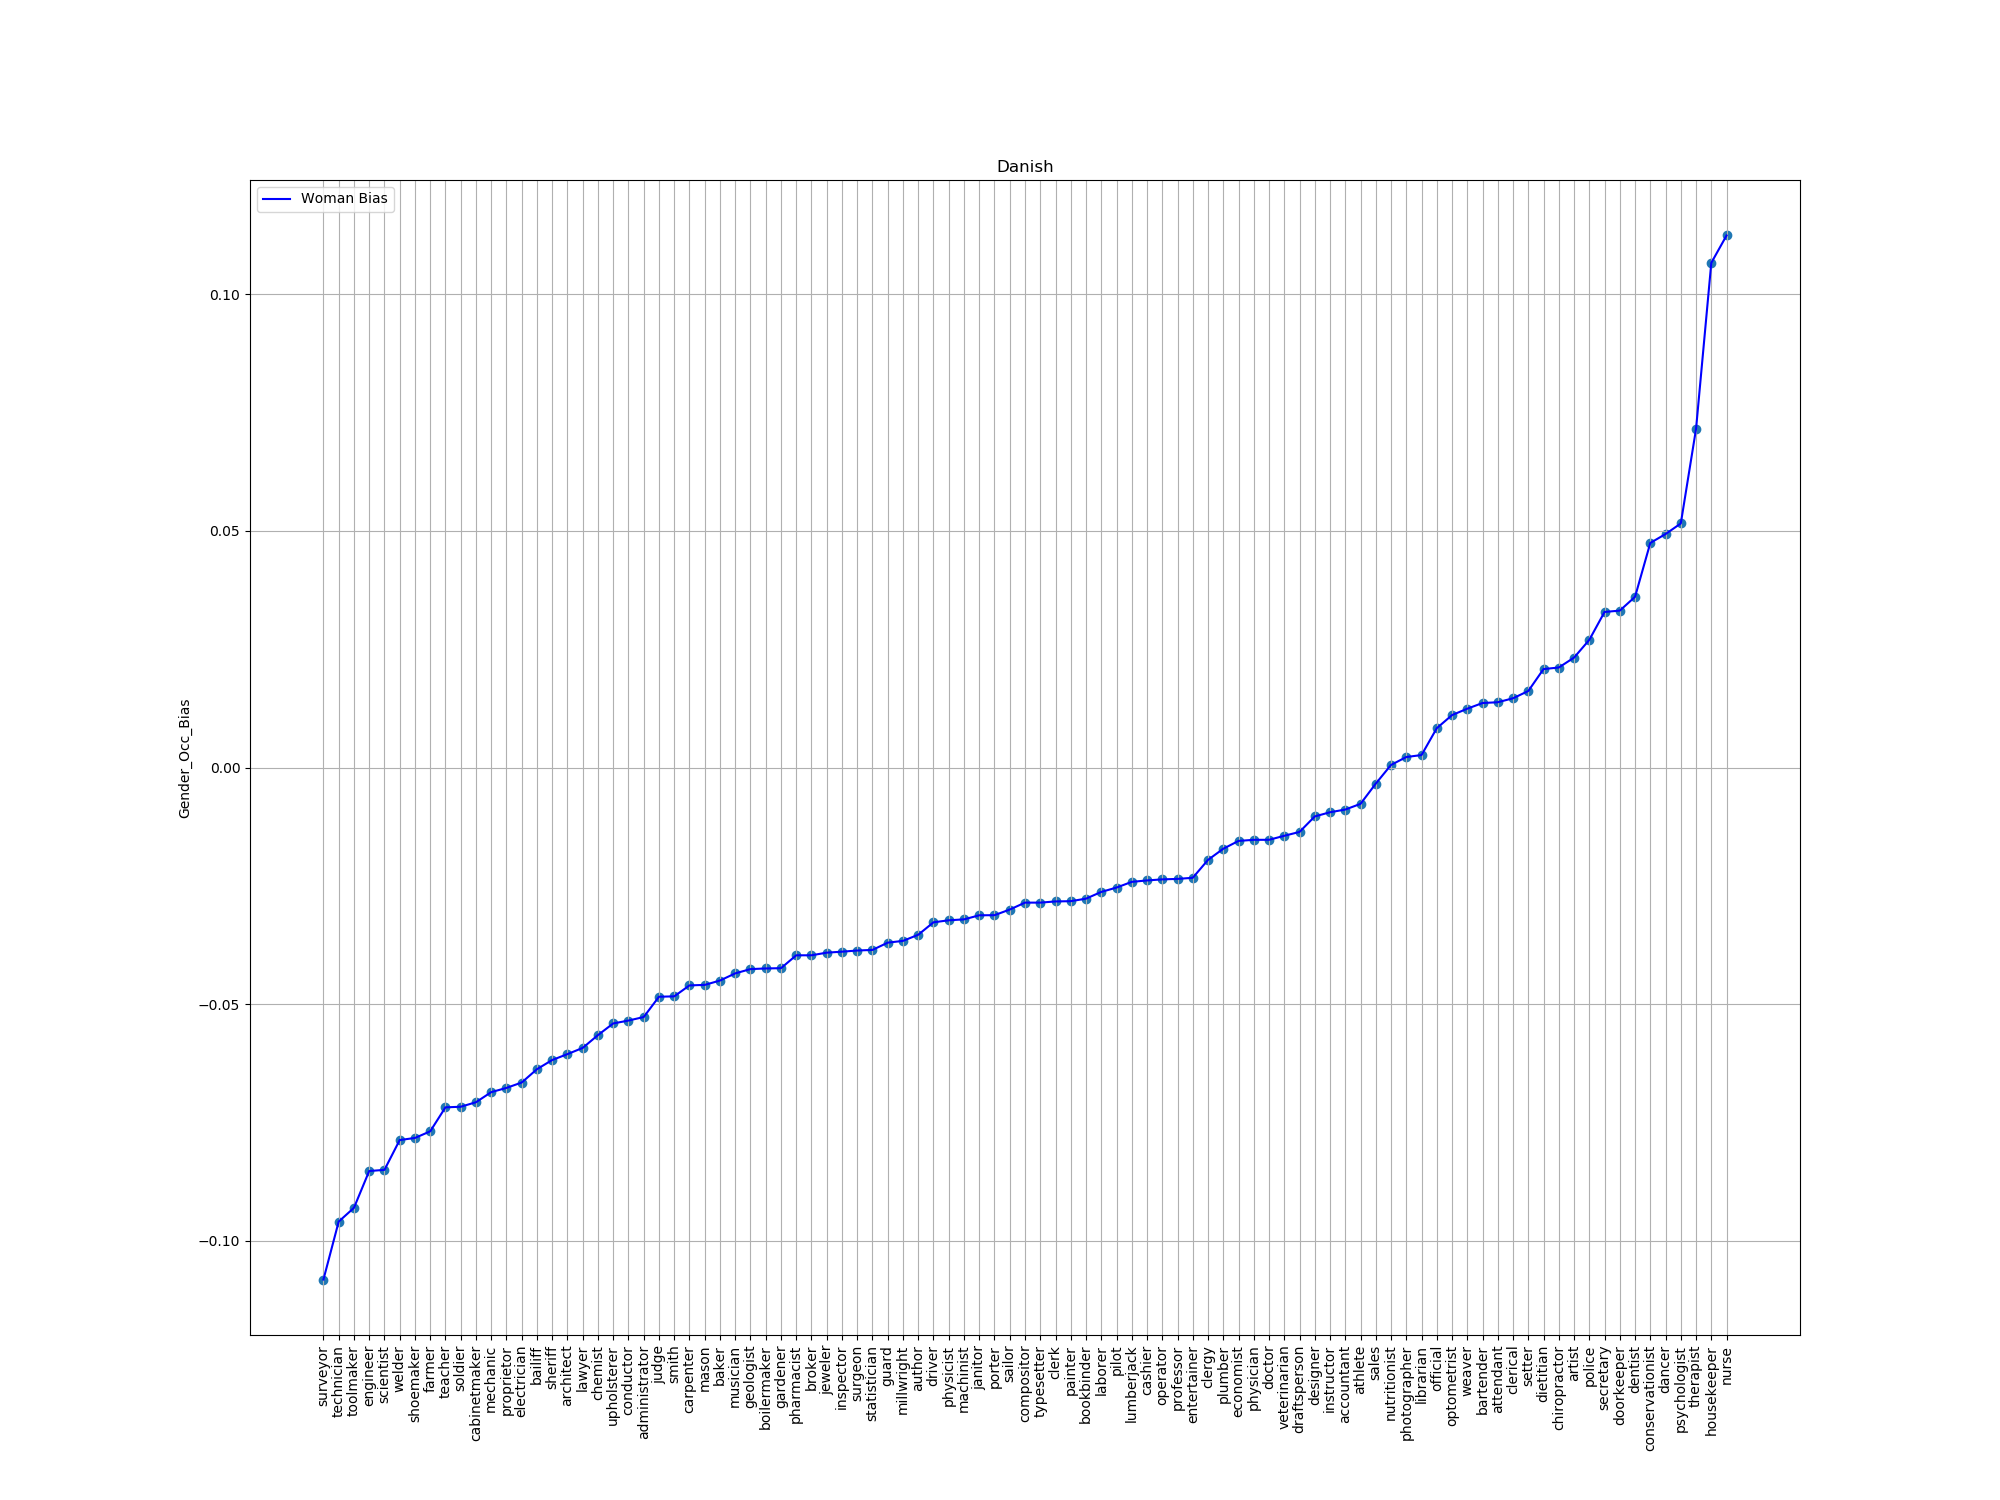 Danish
Woman Bias
Gender_Occ_Bias
0.10
0.05
0.00
−0.05
−0.10
surveyor
technician
toolmaker
engineer
scientist
welder
shoemaker
farmer
teacher
soldier
cabinetmaker
mechanic
proprietor
electrician
bailiff
sheriff
architect
lawyer
chemist
upholsterer
conductor
administrator
judge
smith
carpenter
mason
baker
musician
geologist
boilermaker
gardener
pharmacist
broker
jeweler
inspector
surgeon
statistician
guard
millwright
author
driver
physicist
machinist
janitor
porter
sailor
compositor
typesetter
clerk
painter
bookbinder
laborer
pilot
lumberjack
cashier
operator
professor
entertainer
clergy
plumber
economist
physician
doctor
veterinarian
draftsperson
designer
instructor
accountant
athlete
sales
nutritionist
photographer
librarian
official
optometrist
weaver
bartender
attendant
clerical
setter
dietitian
chiropractor
artist
police
secretary
doorkeeper
dentist
conservationist
dancer
psychologist
therapist
housekeeper
nurse